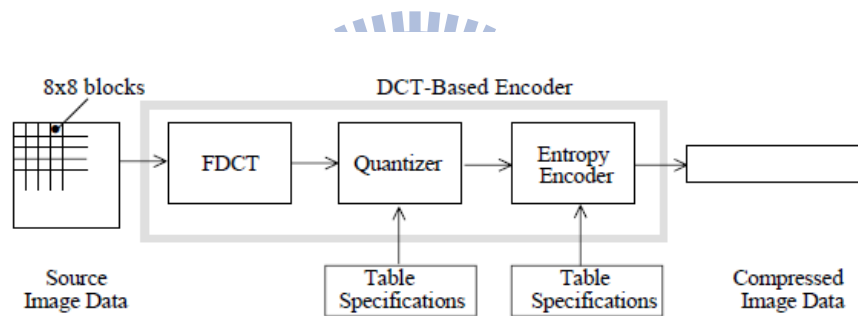 8x8 blocks
DCT-Based Encoder
FDCT
Quantizer
Entropy
Encoder
Source
Image Data
Table
Specifications
Table
Specifications
Compressed
Image Data